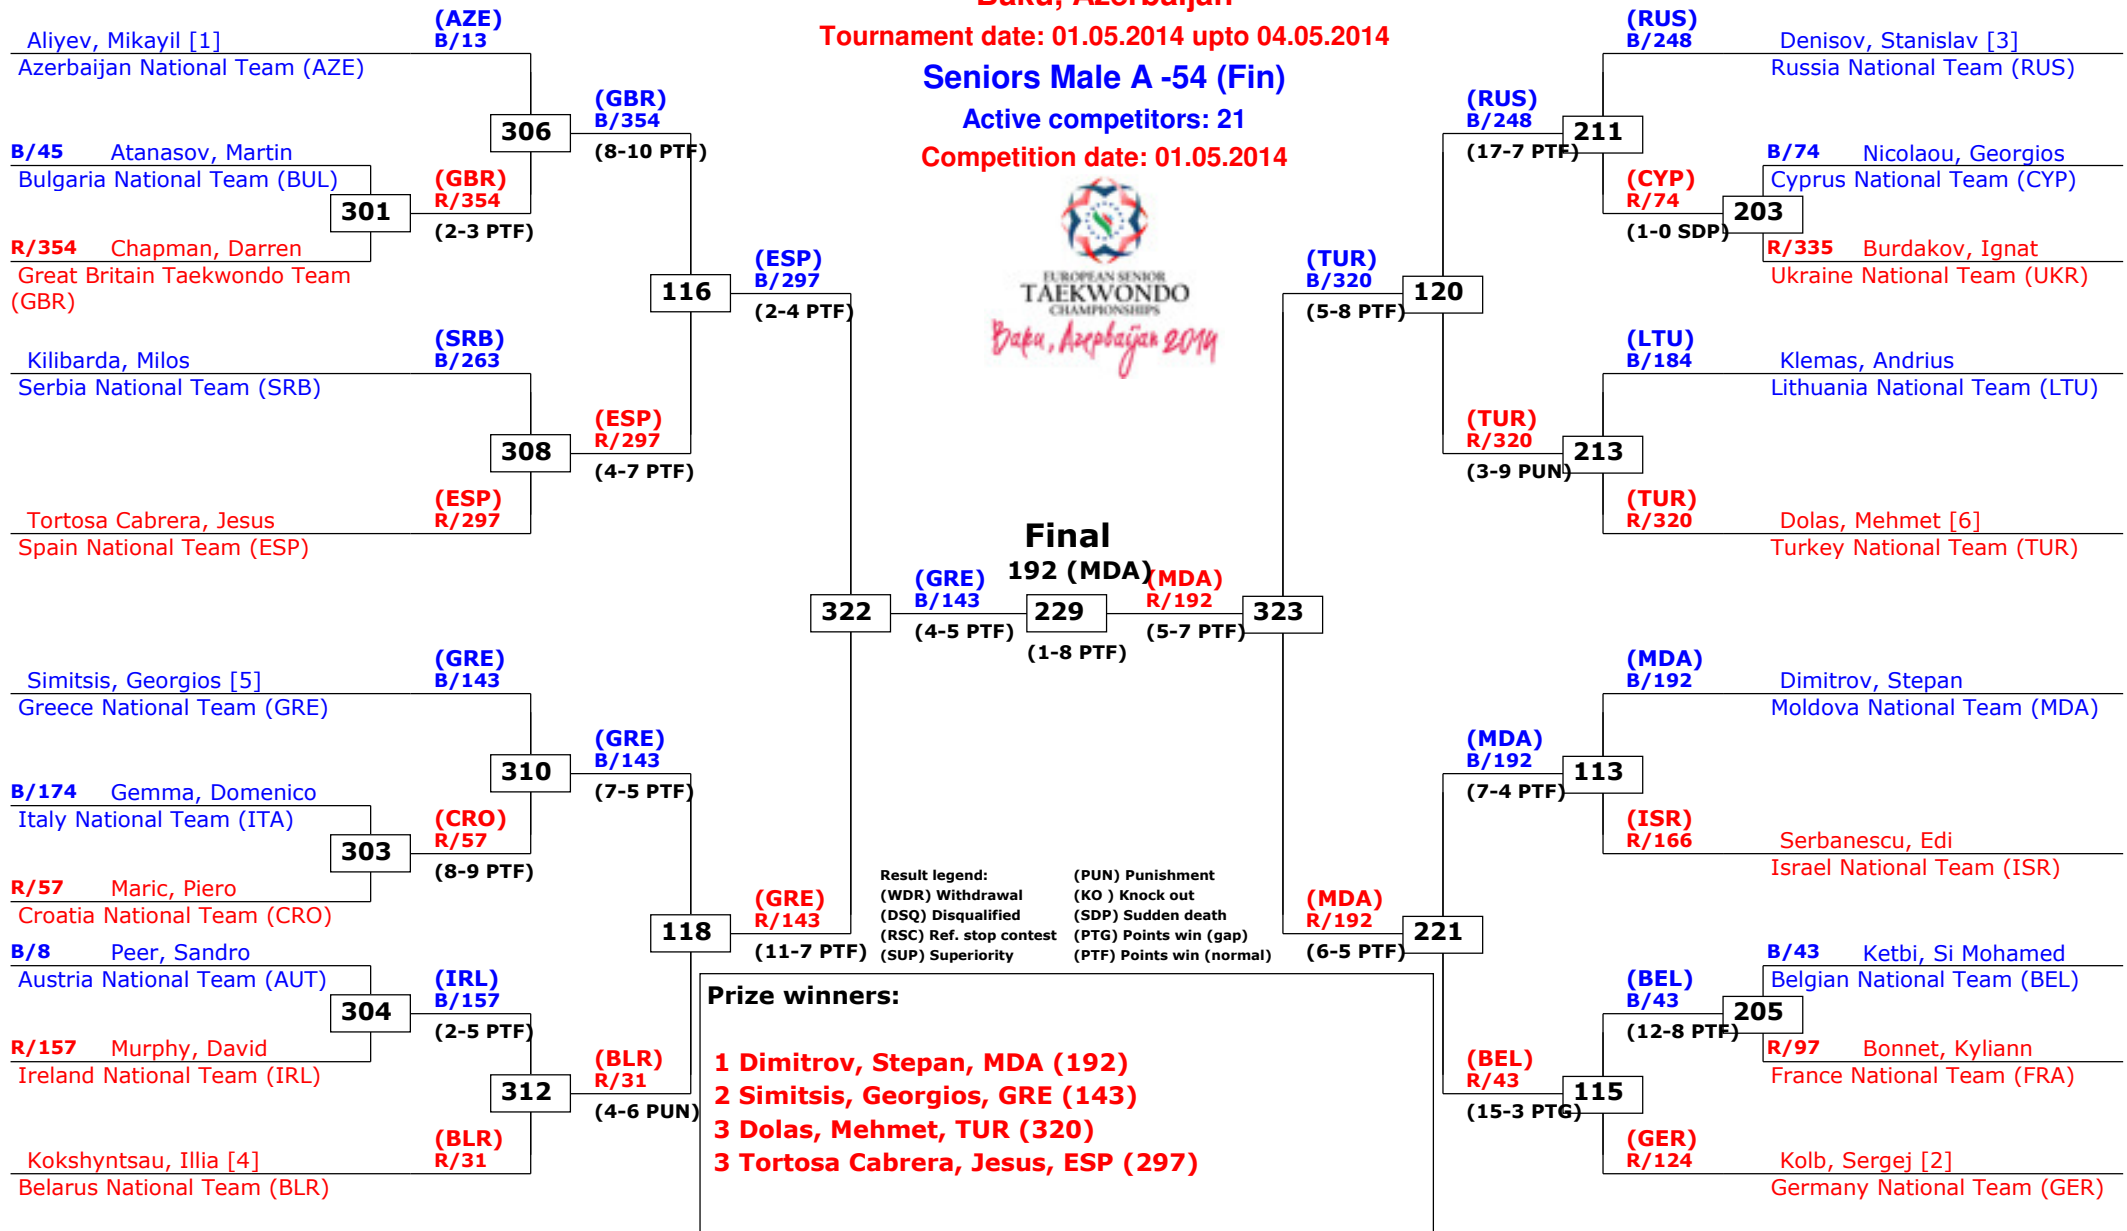 Baku, Azerbaijan
Tournament date: 01.05.2014 upto 04.05.2014
Seniors Male A -54 (Fin)
Active competitors: 21
Competition date: 01.05.2014
EUROPEAN SENIOR
TAEKWONDO
CHAMPIONSHIPS
Baku, Azerbaijan 2014
(AZE)
B/13
Aliyev, Mikayil [1]
Azerbaijan National Team (AZE)
306
(GBR)
B/354
(8-10 PTF)
B/45 Atanasov, Martin
Bulgaria National Team (BUL)
301
(GBR)
R/354
(2-3 PTF)
R/354 Chapman, Darren
Great Britain Taekwondo Team
(GBR)
116
(ESP)
B/297
(2-4 PTF)
(SRB)
B/263
Kilibarda, Milos
Serbia National Team (SRB)
308
(ESP)
R/297
(4-7 PTF)
(ESP)
R/297
Tortosa Cabrera, Jesus
Spain National Team (ESP)
322
(GRE)
B/143
(4-5 PTF)
Final
192 (MDA)
229
(1-8 PTF)
(MDA)
R/192
(5-7 PTF)
323
(GRE)
B/143
Simitsis, Georgios [5]
Greece National Team (GRE)
310
(GRE)
B/143
(7-5 PTF)
B/174 Gemma, Domenico
Italy National Team (ITA)
303
(CRO)
R/57
(8-9 PTF)
R/57 Maric, Piero
Croatia National Team (CRO)
118
(GRE)
R/143
(11-7 PTF)
B/8 Peer, Sandro
Austria National Team (AUT)
304
(IRL)
B/157
(2-5 PTF)
R/157 Murphy, David
Ireland National Team (IRL)
312
(BLR)
R/31
(4-6 PUN)
(BLR)
R/31
Kokshyntsau, Illia [4]
Belarus National Team (BLR)
(RUS)
B/248
Denisov, Stanislav [3]
Russia National Team (RUS)
(RUS)
B/248
(17-7 PTF)
211
B/74 Nicolaou, Georgios
Cyprus National Team (CYP)
(CYP)
R/74
(1-0 SDP)
203
R/335 Burdakov, Ignat
Ukraine National Team (UKR)
(TUR)
B/320
(5-8 PTF)
120
(LTU)
B/184
Klemas, Andrius
Lithuania National Team (LTU)
(TUR)
R/320
(3-9 PUN)
213
(TUR)
R/320
Dolas, Mehmet [6]
Turkey National Team (TUR)
(MDA)
B/192
Dimitrov, Stepan
Moldova National Team (MDA)
(MDA)
B/192
(7-4 PTF)
113
(ISR)
R/166
Serbanescu, Edi
Israel National Team (ISR)
(MDA)
R/192
(6-5 PTF)
221
B/43 Ketbi, Si Mohamed
Belgian National Team (BEL)
(BEL)
B/43
(12-8 PTF)
205
R/97 Bonnet, Kyliann
France National Team (FRA)
(BEL)
R/43
(15-3 PTG)
115
(GER)
R/124
Kolb, Sergej [2]
Germany National Team (GER)
Result legend:
(WDR) Withdrawal
(DSQ) Disqualified
(RSC) Ref. stop contest
(SUP) Superiority
(PUN) Punishment
(KO ) Knock out
(SDP) Sudden death
(PTG) Points win (gap)
(PTF) Points win (normal)
Prize winners:
1 Dimitrov, Stepan, MDA (192)
2 Simitsis, Georgios, GRE (143)
3 Dolas, Mehmet, TUR (320)
3 Tortosa Cabrera, Jesus, ESP (297)